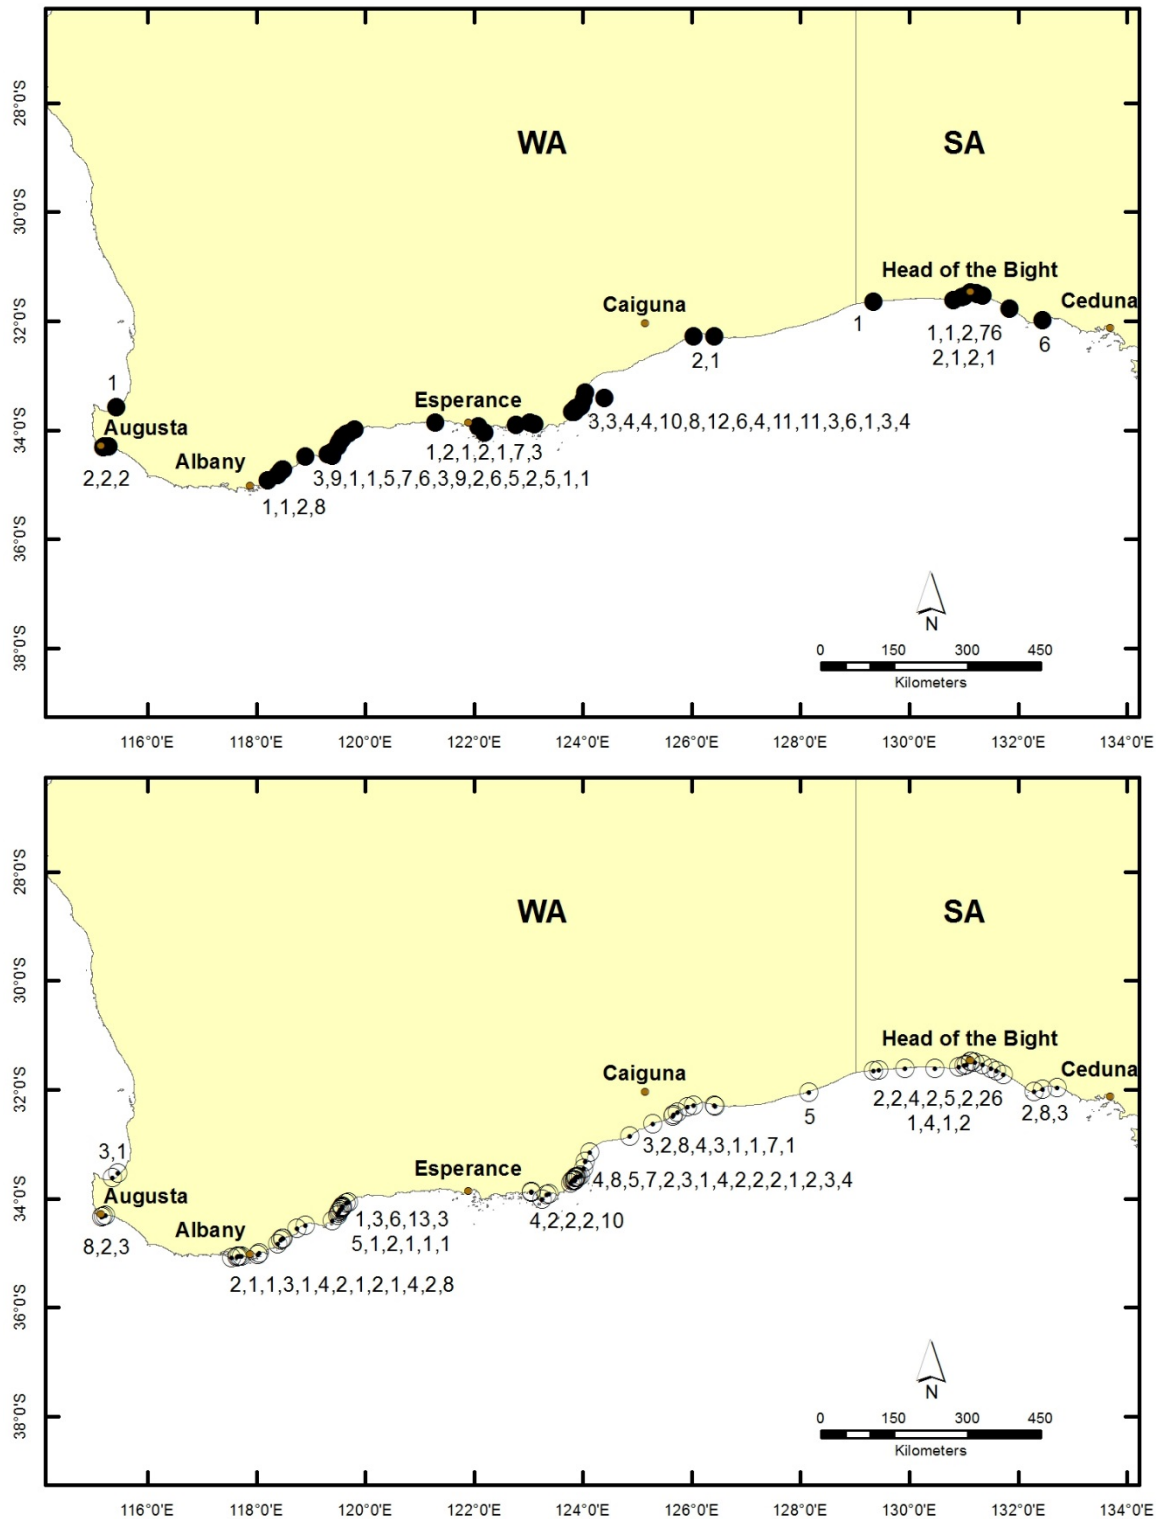 28°0'S
WA
SA
30°0'S
Head of the Bight
Caiguna
Ceduna
32°0'S
1
1,1,2,76
2,1
2,1,2,1
6
1
Esperance
34°0'S
Augusta
3,3,4,4,10,8,12,6,4,11,11,3,6,1,3,4
1,2,1,2,1,7,3
Albany
2,2,2
3,9,1,1,5,7,6,3,9,2,6,5,2,5,1,1
1,1,2,8
36°0'S
N
38°0'S
0 150 300 450
Kilometers
116°0'E 118°0'E 120°0'E 122°0'E 124°0'E 126°0'E 128°0'E 130°0'E 132°0'E 134°0'E
28°0'S
WA
SA
30°0'S
Head of the Bight
Caiguna
Ceduna
32°0'S
5
2,2,4,2,5,2,26
1,4,1,2
2,8,3
3,2,8,4,3,1,1,7,1
3,1
Esperance
4,8,5,7,2,3,1,4,2,2,2,1,2,3,4
34°0'S
Augusta
Albany
1,3,6,13,3
4,2,2,2,10
5,1,2,1,1,1
8,2,3
2,1,1,3,1,4,2,1,2,1,4,2,8
36°0'S
N
38°0'S
0 150 300 450
Kilometers
116°0'E 118°0'E 120°0'E 122°0'E 124°0'E 126°0'E 128°0'E 130°0'E 132°0'E 134°0'E